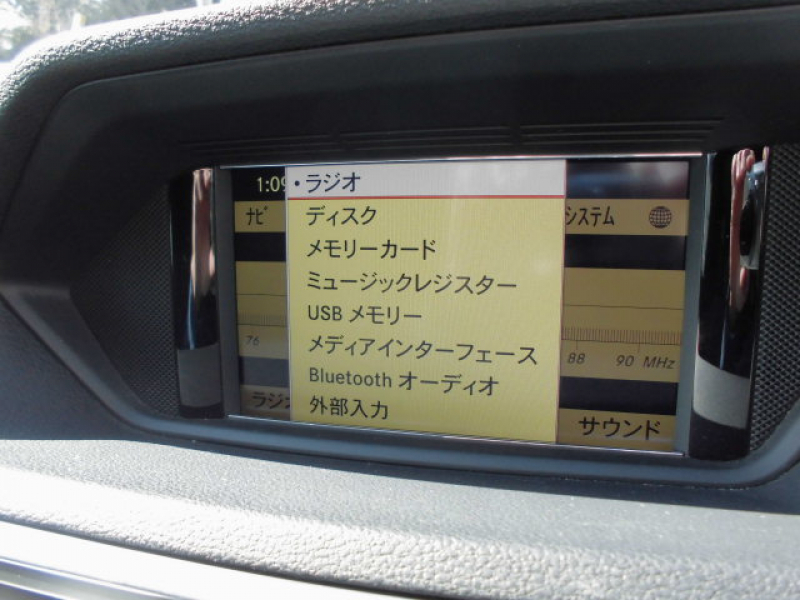 1:09
ナビ
システム
・ラジオ
ディスク
メモリーカード
ミュージックレジスター
USB メモリー
メディアインターフェース
Bluetooth オーディオ
外部入力
76
88 90 MHz
ラジ
サウンド